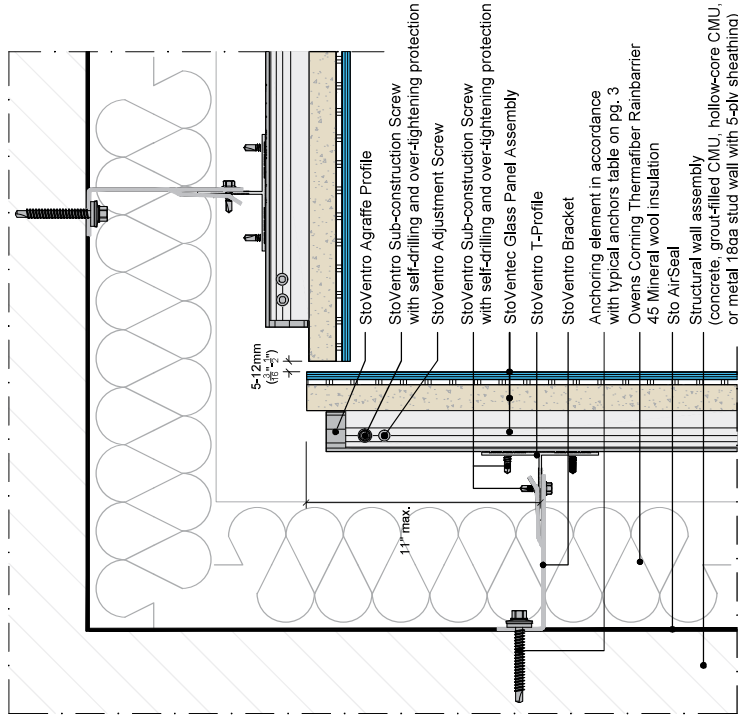 5-12mm
(3/16"-1/2")
11" max.
StoVentro Agraffe Profile
StoVentro Sub-construction Screw
with self-drilling and over-tightening protection
StoVentro Adjustment Screw
StoVentro Sub-construction Screw
with self-drilling and over-tightening protection
StoVentec Glass Panel Assembly
StoVentro T-Profile
StoVentro Bracket
Anchoring element in accordance
with typical anchors table on pg. 3
Owens Corning Thermafiber Rainbarrier
45 Mineral wool insulation
Sto AirSeal
Structural wall assembly
(concrete, grout-filled CMU, hollow-core CMU,
or metal 18ga stud wall with 5-ply sheathing)